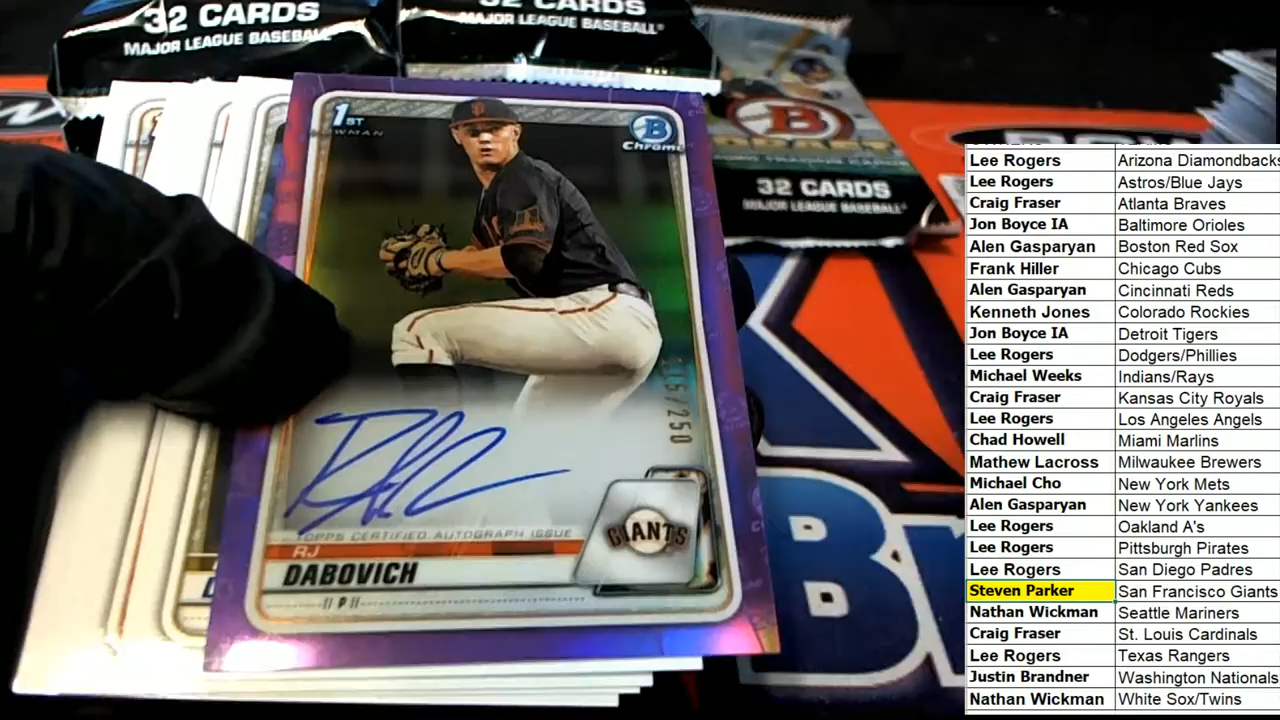 32 CARDS
MAJOR LEAGUE BASEBALL
32 CARDS
MAJOR LEAGUE BASEBALL
1ST
BOWMAN
B
Chrome
B
32 CARDS
MAJOR LEAGUE BASEBALL
/250
TOPPS CERTIFIED AUTOGRAPH ISSUE
GIANTS
RJ
DABOVICH
P
Lee Rogers Arizona Diamondbacks
Lee Rogers Astros/Blue Jays
Craig Fraser Atlanta Braves
Jon Boyce IA Baltimore Orioles
Alen Gasparyan Boston Red Sox
Frank Hiller Chicago Cubs
Alen Gasparyan Cincinnati Reds
Kenneth Jones Colorado Rockies
Jon Boyce IA Detroit Tigers
Lee Rogers Dodgers/Phillies
Michael Weeks Indians/Rays
Craig Fraser Kansas City Royals
Lee Rogers Los Angeles Angels
Chad Howell Miami Marlins
Mathew Lacross Milwaukee Brewers
Michael Cho New York Mets
Alen Gasparyan New York Yankees
Lee Rogers Oakland A's
Lee Rogers Pittsburgh Pirates
Lee Rogers San Diego Padres
Steven Parker San Francisco Giants
Nathan Wickman Seattle Mariners
Craig Fraser St. Louis Cardinals
Lee Rogers Texas Rangers
Justin Brandner Washington Nationals
Nathan Wickman White Sox/Twins